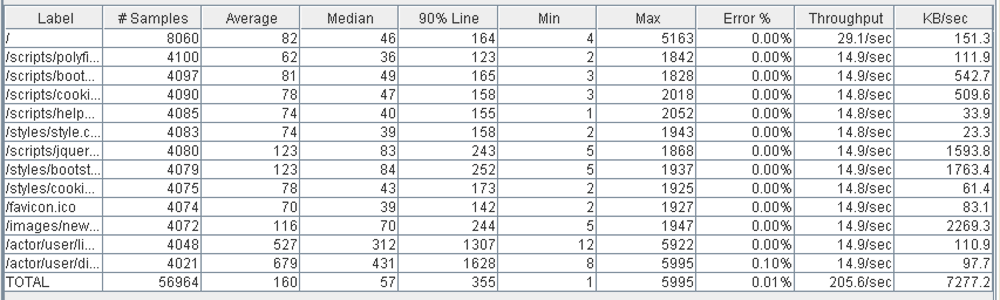 Label # Samples Average Median 90% Line Min Max Error % Throughput KB/sec
/ 8060 82 46 164 4 5163 0.00% 29.1/sec 151.3
/scripts/polyfi... 4100 62 36 123 2 1842 0.00% 14.9/sec 111.9
/scripts/boot... 4097 81 49 165 3 1828 0.00% 14.9/sec 542.7
/scripts/cooki... 4090 78 47 158 3 2018 0.00% 14.8/sec 509.6
/scripts/help... 4085 74 40 155 1 2052 0.00% 14.8/sec 33.9
/styles/style.c... 4083 74 39 158 2 1943 0.00% 14.8/sec 23.3
/scripts/jquer... 4080 123 83 243 5 1868 0.00% 14.9/sec 1593.8
/styles/bootst... 4079 123 84 252 5 1937 0.00% 14.9/sec 1763.4
/styles/cooki... 4075 78 43 173 2 1925 0.00% 14.8/sec 61.4
/favicon.ico 4074 70 39 142 2 1927 0.00% 14.9/sec 83.1
/images/new... 4072 116 70 244 5 1947 0.00% 14.9/sec 2269.3
/actor/user/li... 4048 527 312 1307 12 5922 0.00% 14.9/sec 110.9
/actor/user/di... 4021 679 431 1628 8 5995 0.10% 14.9/sec 97.7
TOTAL 56964 160 57 355 1 5995 0.01% 205.6/sec 7277.2